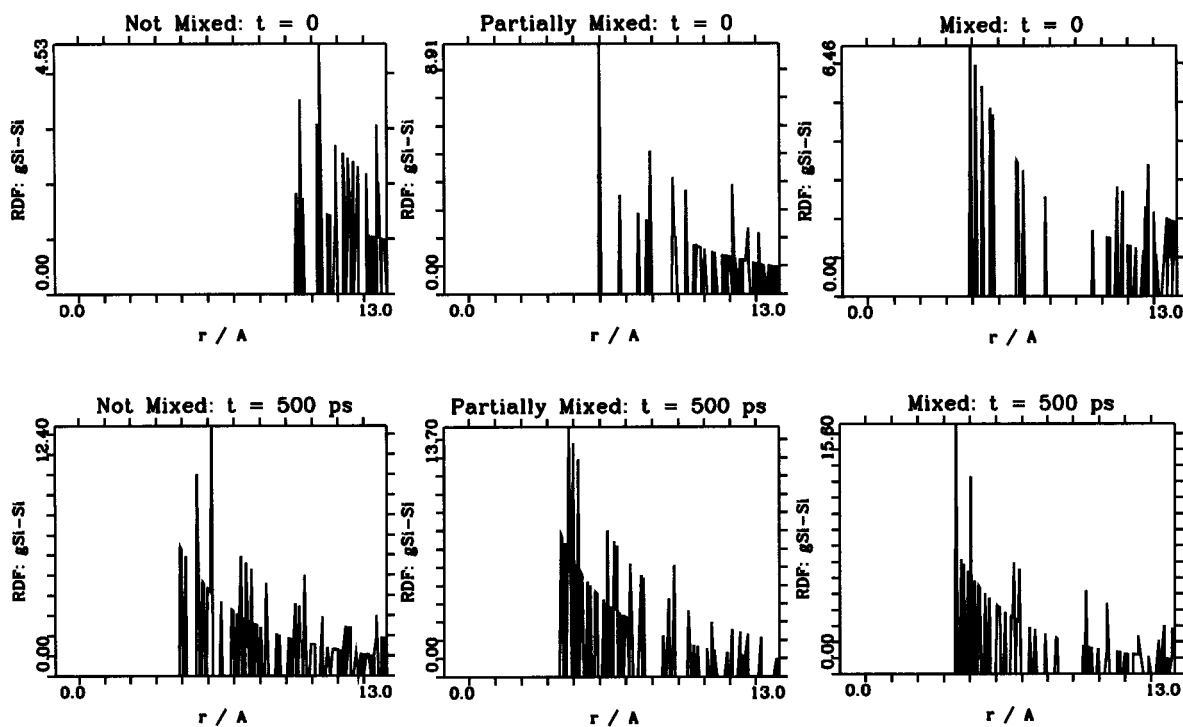 Not Mixed: t = 0
4.53
RDF: gSi-Si
0.00
0.0
13.0
r / A
Partially Mixed: t = 0
8.91
RDF: gSi-Si
0.00
0.0
13.0
r / A
Mixed: t = 0
6.46
RDF: gSi-Si
0.00
0.0
13.0
r / A
Not Mixed: t = 500 ps
12.40
RDF: gSi-Si
0.00
0.0
13.0
r / A
Partially Mixed: t = 500 ps
13.70
RDF: gSi-Si
0.00
0.0
13.0
r / A
Mixed: t = 500 ps
15.60
RDF: gSi-Si
0.00
0.0
13.0
r / A